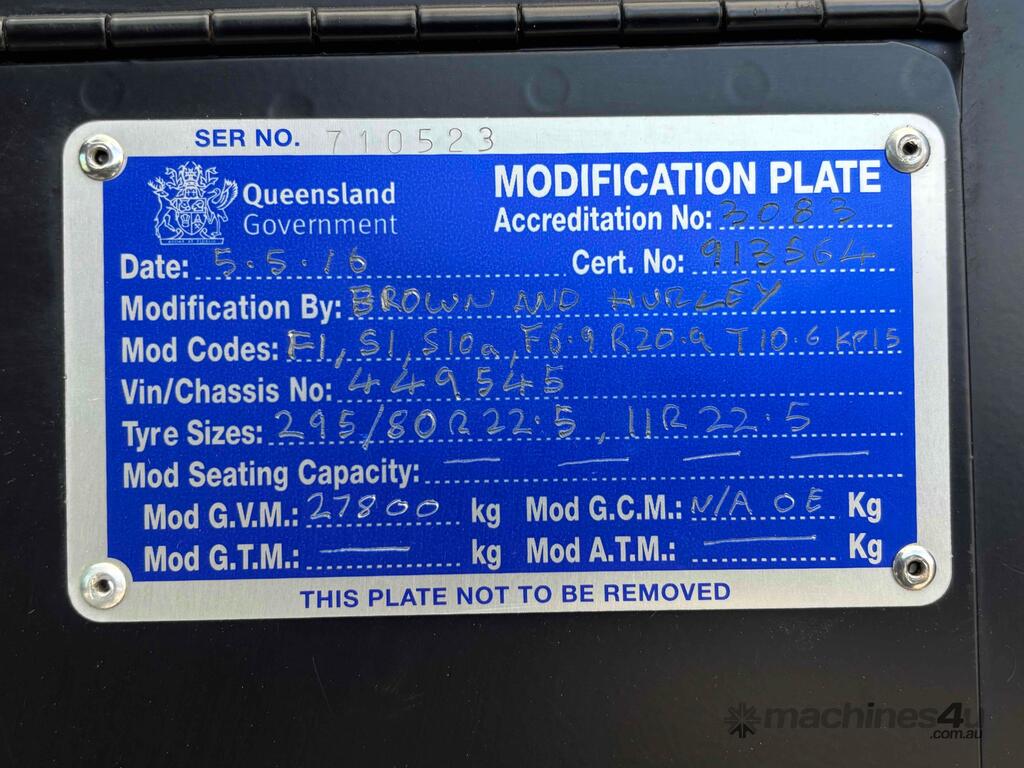 SER NO. 710523
Queensland Government
MODIFICATION PLATE
Accreditation No: 3083
Date: 5.5.16 Cert. No: 913564
Modification By: BROWN AND HURLEY
Mod Codes: F1, S1, S10a, F6.9 R20.9 T10.6 KP15
Vin/Chassis No: 449545
Tyre Sizes: 295/80R22.5, 11R22.5
Mod Seating Capacity: — — — —
Mod G.V.M.: 27800 kg Mod G.C.M.: N/A OE Kg
Mod G.T.M.: — kg Mod A.T.M.: — Kg
THIS PLATE NOT TO BE REMOVED
machines4u
.com.au